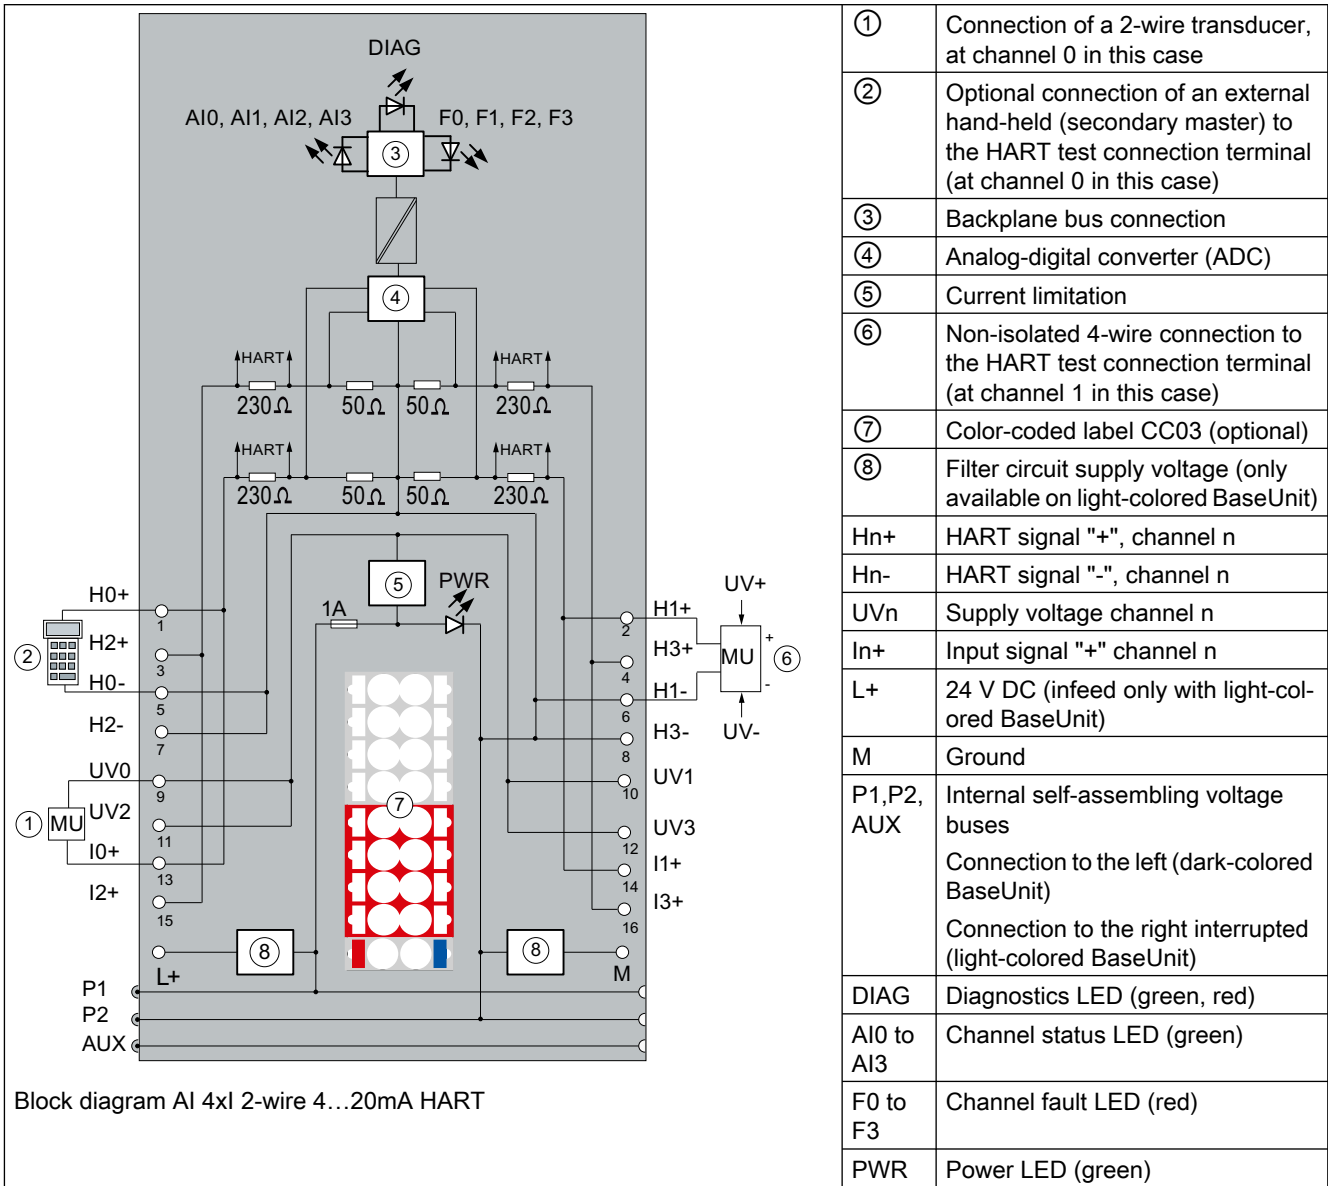 DIAG
AI0, AI1, AI2, AI3
F0, F1, F2, F3
③
④
HART
HART
230Ω
50Ω
50Ω
230Ω
HART
HART
230Ω
50Ω
50Ω
230Ω
⑤
PWR
1A
H0+
1
②
H2+
3
H0-
5
H2-
7
UV0
9
① MU
UV2
11
I0+
13
I2+
15
L+
⑧
⑦
⑧
M
UV+
H1+
2
H3+
4
MU
+
-
⑥
H1-
6
UV-
H3-
8
UV1
10
UV3
12
I1+
14
I3+
16
P1
P2
AUX
Block diagram AI 4xI 2-wire 4…20mA HART
① Connection of a 2-wire transducer,
at channel 0 in this case
② Optional connection of an external
hand-held (secondary master) to
the HART test connection terminal
(at channel 0 in this case)
③ Backplane bus connection
④ Analog-digital converter (ADC)
⑤ Current limitation
⑥ Non-isolated 4-wire connection to
the HART test connection terminal
(at channel 1 in this case)
⑦ Color-coded label CC03 (optional)
⑧ Filter circuit supply voltage (only
available on light-colored BaseUnit)
Hn+ HART signal "+", channel n
Hn- HART signal "-", channel n
UVn Supply voltage channel n
In+ Input signal "+" channel n
L+ 24 V DC (infeed only with light-col-
ored BaseUnit)
M Ground
P1,P2, Internal self-assembling voltage
AUX buses
Connection to the left (dark-colored
BaseUnit)
Connection to the right interrupted
(light-colored BaseUnit)
DIAG Diagnostics LED (green, red)
AI0 to Channel status LED (green)
AI3
F0 to Channel fault LED (red)
F3
PWR Power LED (green)